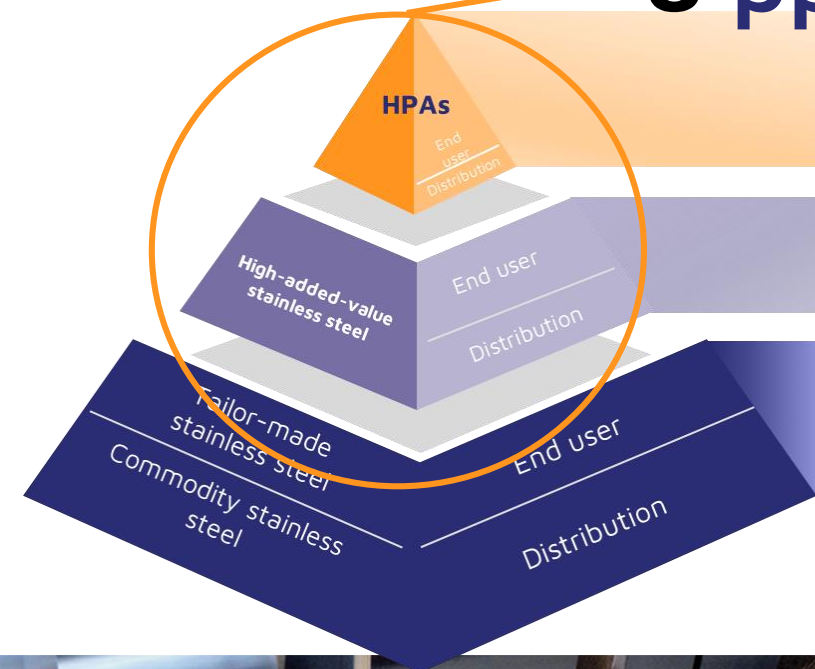 HPAs
End
user
Distribution
High-added-value
stainless steel
End user
Distribution
Tailor-made
stainless steel
Commodity stainless
steel
End user
Distribution